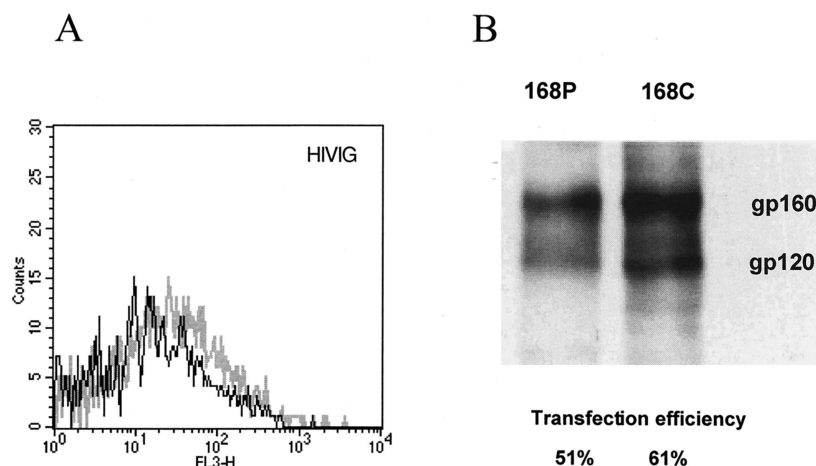 A
B
168P 168C
30
25
20
15
10
5
0
Counts
HIVIG
10^0 10^1 10^2 10^3 10^4
FL3-H
gp160
gp120
Transfection efficiency
51% 61%